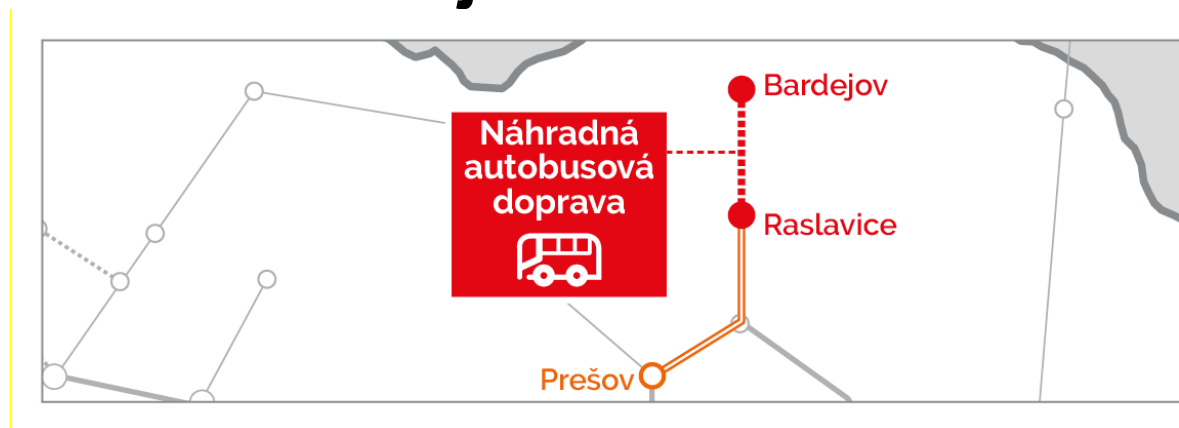 Bardejov
Náhradná
autobusová
doprava
Raslavice
Prešov